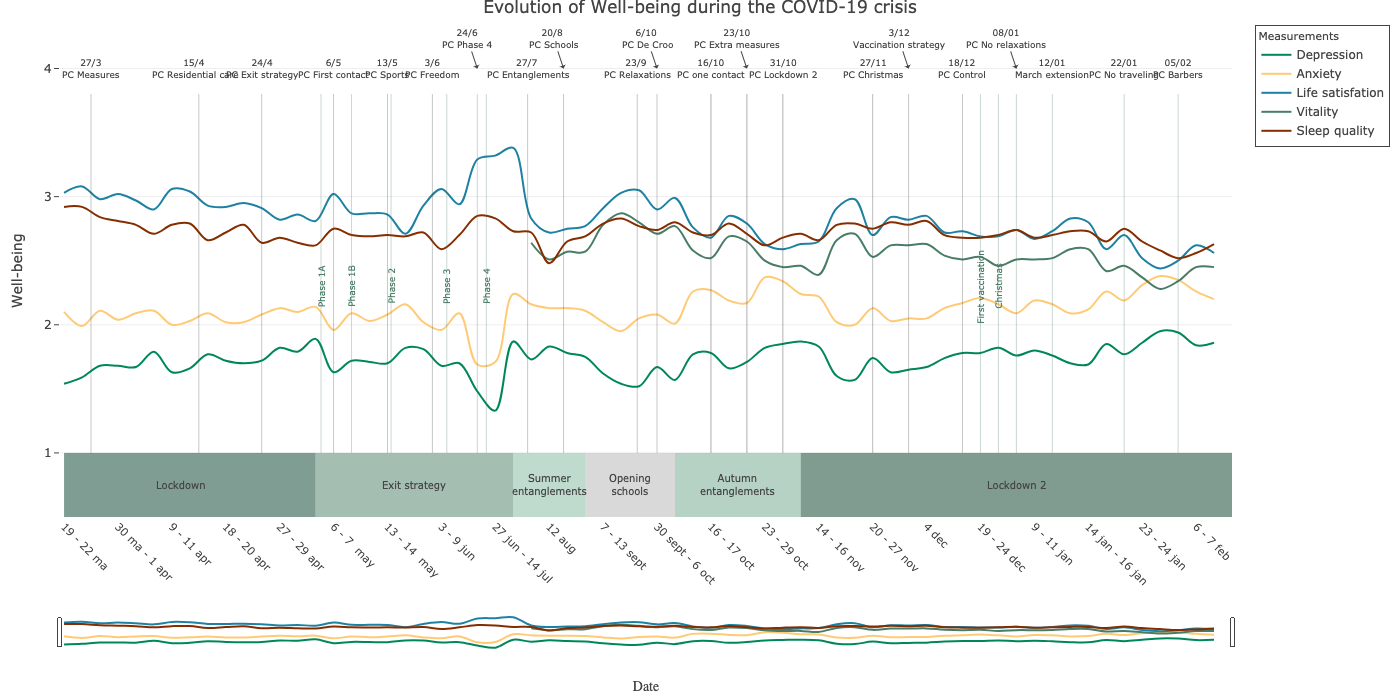 Evolution of Well-being during the COVID-19 crisis
24/6
PC Phase 4
20/8
PC Schools
6/10
PC De Croo
23/10
PC Extra measures
3/12
Vaccination strategy
08/01
PC No relaxations
27/3
PC Measures
15/4
PC Residential care
24/4
PC Exit strategy
6/5
PC First contact
13/5
PC Sports
3/6
PC Freedom
27/7
PC Entanglements
23/9
PC Relaxations
16/10
PC one contact
31/10
PC Lockdown 2
27/11
PC Christmas
18/12
PC Control
12/01
March extension
22/01
PC No traveling
05/02
PC Barbers
Measurements
Depression
Anxiety
Life satisfation
Vitality
Sleep quality
Well-being
4
3
2
1
Phase 1A
Phase 1B
Phase 2
Phase 3
Phase 4
First vaccination
Christmas
Lockdown
Exit strategy
Summer
entanglements
Opening
schools
Autumn
entanglements
Lockdown 2
19 - 22 ma
30 ma - 1 apr
9 - 11 apr
18 - 20 apr
27 - 29 apr
6 - 7 may
13 - 14 may
3 - 9 jun
27 jun - 14 jul
12 aug
7 - 13 sept
30 sept - 6 oct
16 - 17 oct
23 - 29 oct
14 - 16 nov
20 - 27 nov
4 dec
19 - 24 dec
9 - 11 jan
14 jan - 16 jan
23 - 24 jan
6 - 7 feb
Date